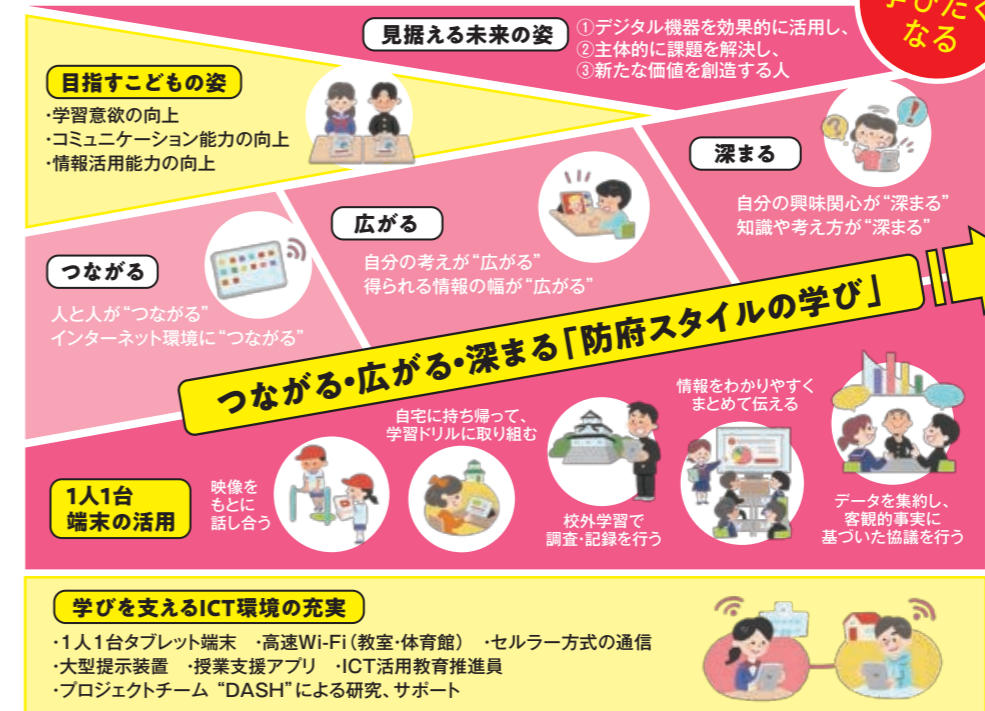 見据える未来の姿
①デジタル機器を効果的に活用し、
②主体的に課題を解決し、
③新たな価値を創造する人
学びたく
なる
目指すこどもの姿
・学習意欲の向上
・コミュニケーション能力の向上
・情報活用能力の向上
つながる
人と人が“つながる”
インターネット環境に“つながる”
広がる
自分の考えが“広がる”
得られる情報の幅が“広がる”
深まる
自分の興味関心が“深まる”
知識や考え方が“深まる”
つながる・広がる・深まる「防府スタイルの学び」
1人1台
端末の活用
映像を
もとに
話し合う
自宅に持ち帰って、
学習ドリルに取り組む
校外学習で
調査・記録を行う
情報をわかりやすく
まとめて伝える
データを集約し、
客観的事実に
基づいた協議を行う
学びを支えるICT環境の充実
・1人1台タブレット端末 ・高速Wi-Fi(教室・体育館) ・セルラー方式の通信
・大型提示装置 ・授業支援アプリ ・ICT活用教育推進員
・プロジェクトチーム “DASH”による研究、サポート